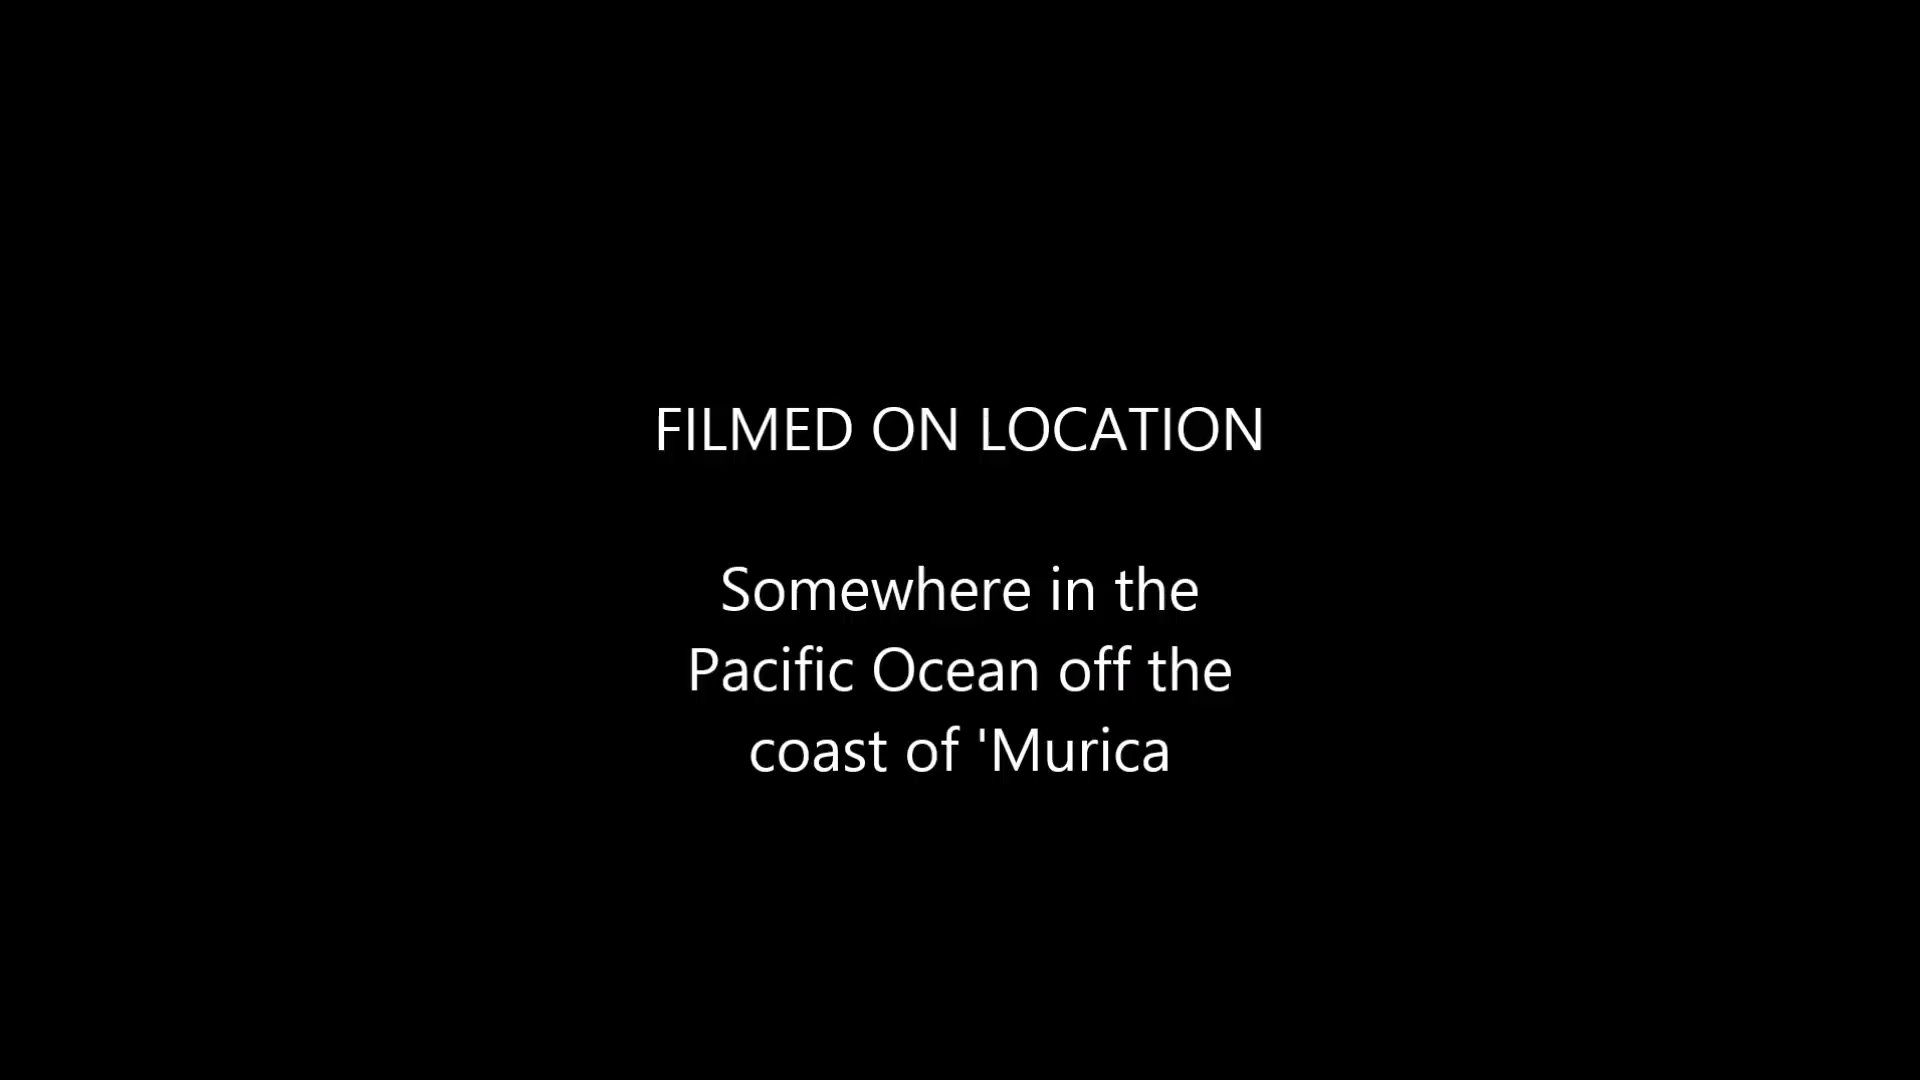 FILMED ON LOCATION
Somewhere in the
Pacific Ocean off the
coast of 'Murica